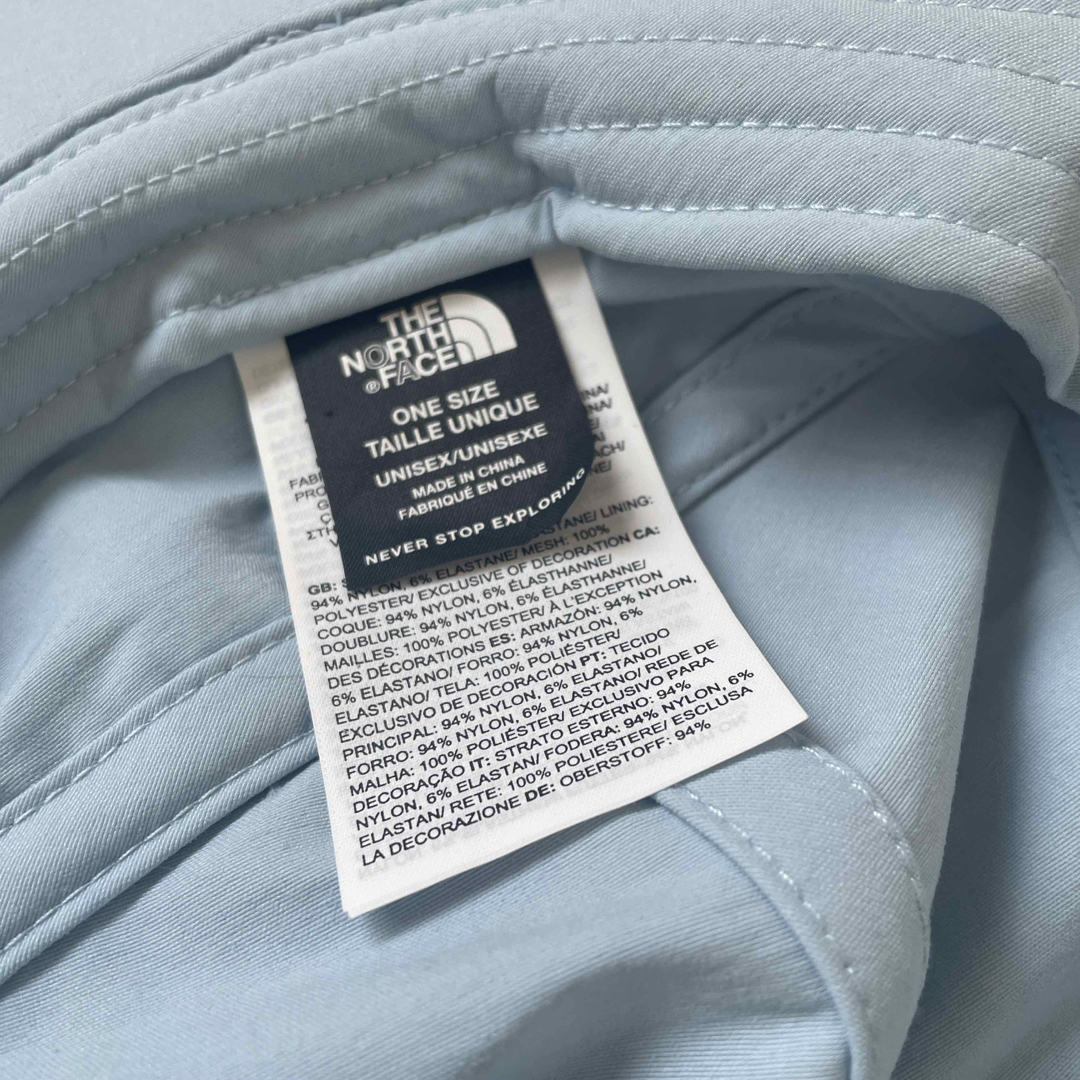 THE
NORTH
FACE
®
ONE SIZE
TAILLE UNIQUE
UNISEX/UNISEXE
MADE IN CHINA
FABRIQUÉ EN CHINE
NEVER STOP EXPLORING
GB:
LINING:
94% NYLON, 6% ELASTANE/ MESH: 100%
POLYESTER/ EXCLUSIVE OF DECORATION CA:
COQUE: 94% NYLON, 6% ÉLASTHANNE/
DOUBLURE: 94% NYLON, 6% ÉLASTHANNE/
MAILLES: 100% POLYESTER/ À L'EXCEPTION
DES DÉCORATIONS ES: ARMAZÓN: 94% NYLON,
6% ELASTANO/ FORRO: 94% NYLON, 6%
ELASTANO/ TELA: 100% POLIÉSTER/
EXCLUSIVO DE DECORACIÓN PT: TECIDO
PRINCIPAL: 94% NYLON, 6% ELASTANO/
FORRO: 94% NYLON, 6% ELASTANO/ REDE DE
MALHA: 100% POLIÉSTER/ EXCLUSIVO PARA
DECORAÇÃO IT: STRATO ESTERNO: 94%
NYLON, 6% ELASTAN/ FODERA: 94% NYLON, 6%
ELASTAN/ RETE: 100% POLIESTERE/ ESCLUSA
LA DECORAZIONE DE: OBERSTOFF: 94%